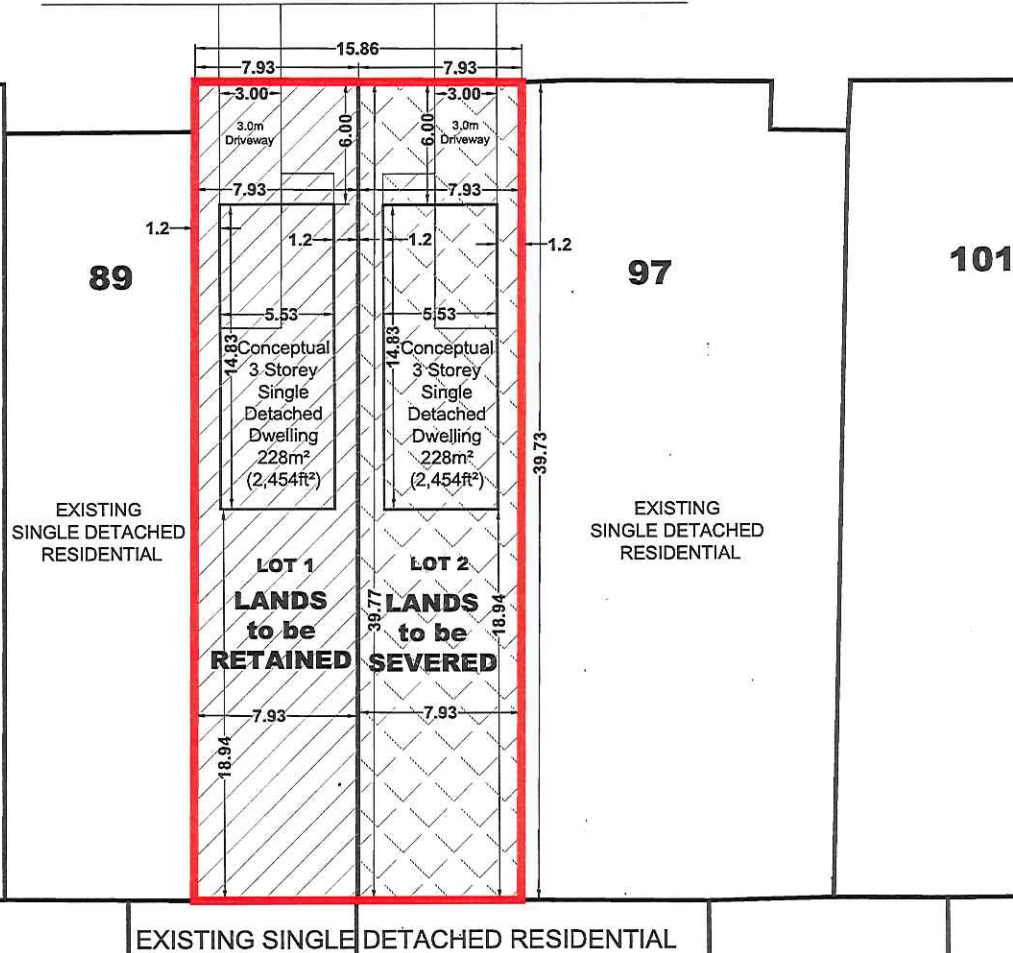 15.86
7.93
7.93
3.00
3.00
3.0m
Driveway
6.00
6.00
3.0m
Driveway
7.93
7.93
1.2
1.2
1.2
1.2
89
97
101
5.53
5.53
14.83
14.83
Conceptual
3 Storey
Single
Detached
Dwelling
228m²
(2,454ft²)
Conceptual
3 Storey
Single
Detached
Dwelling
228m²
(2,454ft²)
39.73
EXISTING
SINGLE DETACHED
RESIDENTIAL
EXISTING
SINGLE DETACHED
RESIDENTIAL
LOT 1
LANDS
to be
RETAINED
39.77
LOT 2
LANDS
to be
SEVERED
18.94
7.93
7.93
18.94
EXISTING SINGLE DETACHED RESIDENTIAL